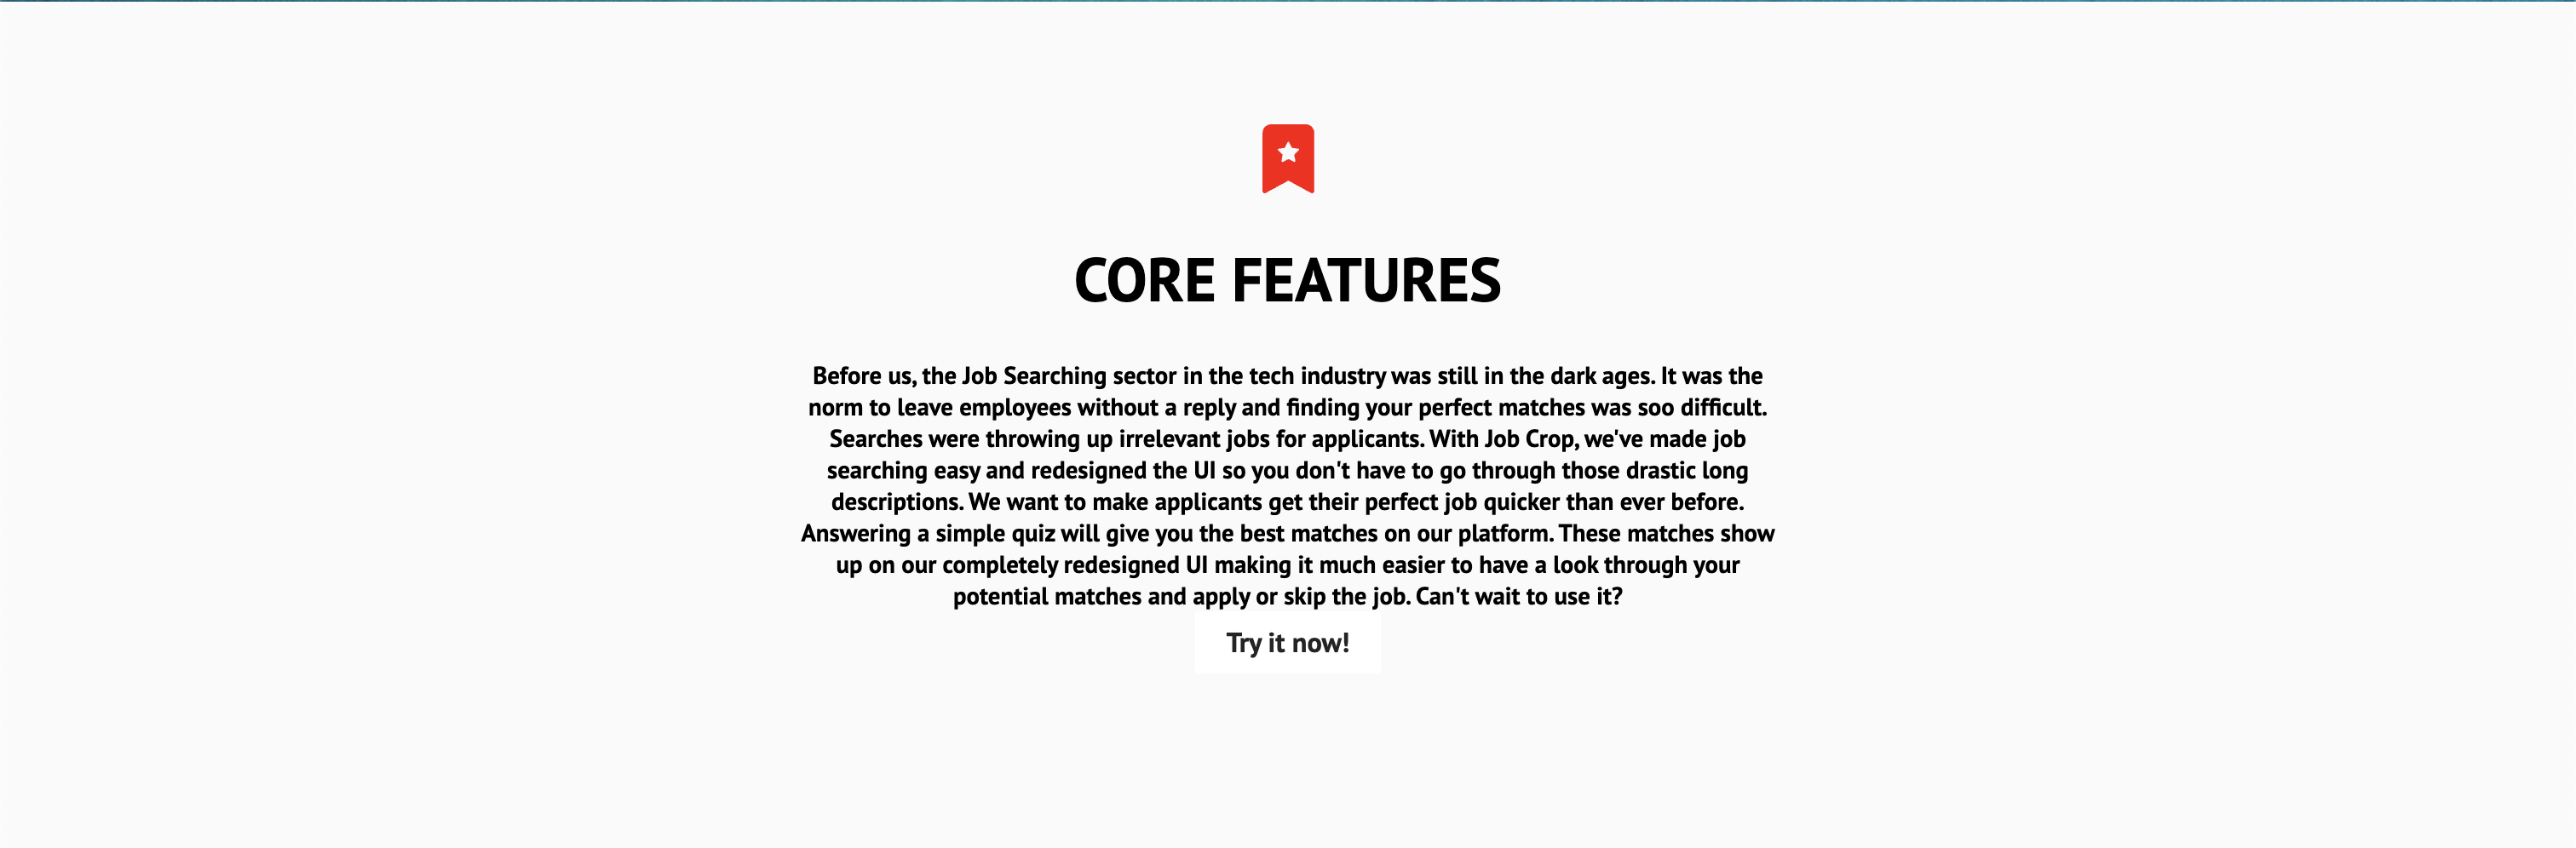 CORE FEATURES
Before us, the Job Searching sector in the tech industry was still in the dark ages. It was the
norm to leave employees without a reply and finding your perfect matches was soo difficult.
Searches were throwing up irrelevant jobs for applicants. With Job Crop, we've made job
searching easy and redesigned the UI so you don't have to go through those drastic long
descriptions. We want to make applicants get their perfect job quicker than ever before.
Answering a simple quiz will give you the best matches on our platform. These matches show
up on our completely redesigned UI making it much easier to have a look through your
potential matches and apply or skip the job. Can't wait to use it?
Try it now!